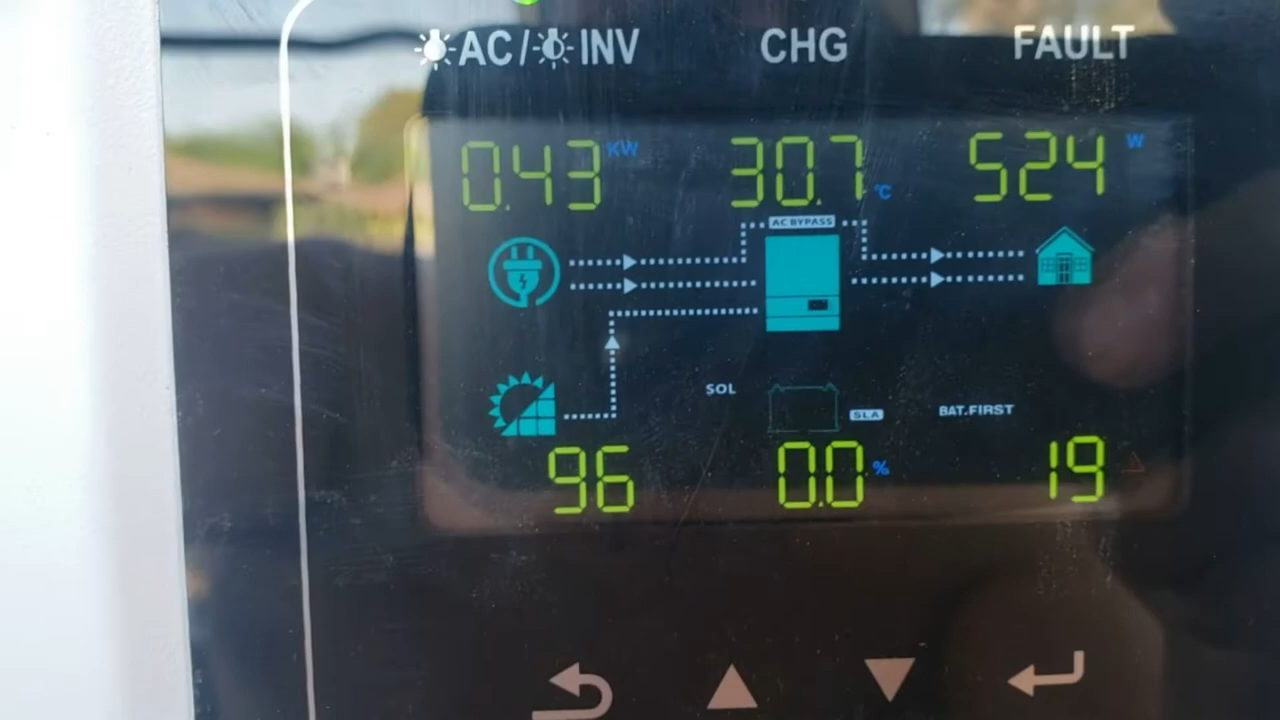 AC/ INV CHG FAULT
0.43 KW 30.7 °C 524 W
AC BYPASS
SOL SLA BAT.FIRST
96 0.0 % 19